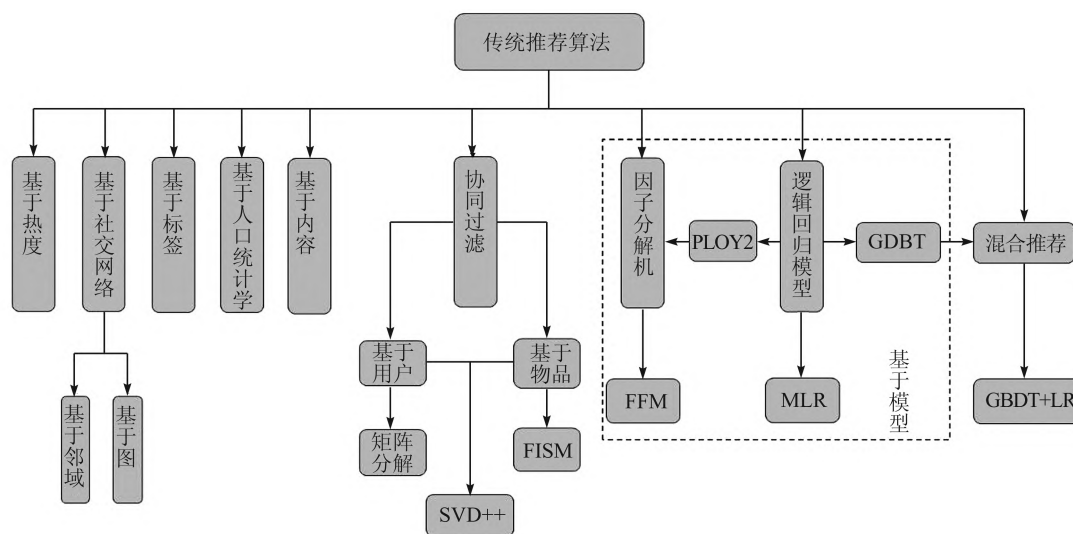 传统推荐算法
基于热度
基于社交网络
基于标签
基于人口统计学
基于内容
协同过滤
因子分解机
PLOY2
逻辑回归模型
GDBT
混合推荐
基于
用户
基于
物品
基于模型
FFM
MLR
GBDT+LR
基于邻域
基于图
矩阵
分解
FISM
SVD++